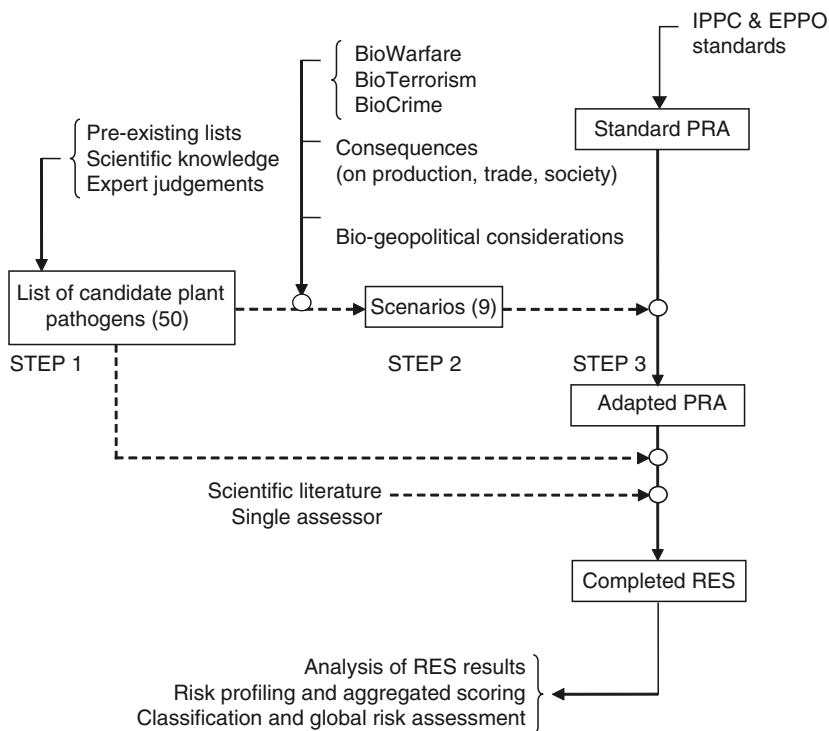 IPPC & EPPO
standards
BioWarfare
BioTerrorism
BioCrime
Standard PRA
Pre-existing lists
Scientific knowledge
Expert judgements
Consequences
(on production, trade, society)
Bio-geopolitical considerations
List of candidate plant
pathogens (50)
Scenarios (9)
STEP 1
STEP 2
STEP 3
Adapted PRA
Scientific literature
Single assessor
Completed RES
Analysis of RES results
Risk profiling and aggregated scoring
Classification and global risk assessment